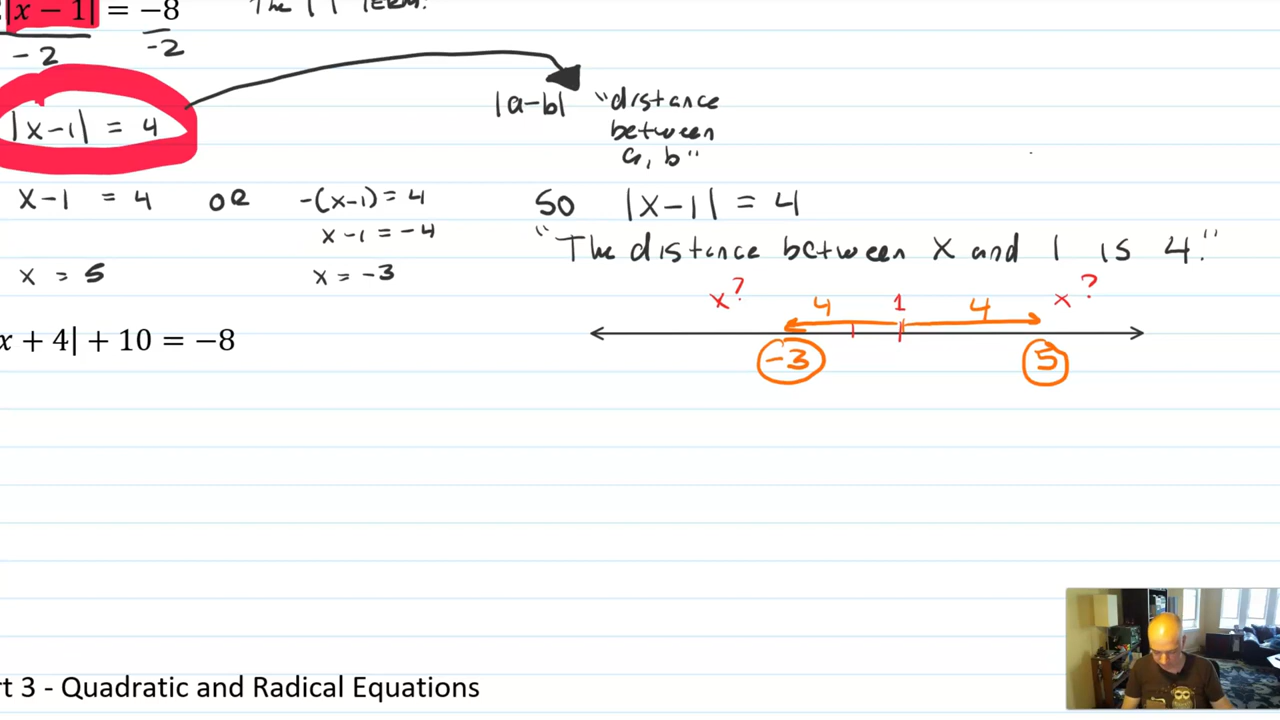 |x − 1| = −8
-2 -2
The | | TERM.
|x-1| = 4
|a-b| "distance
between
a, b"
x-1 = 4 OR -(x-1)=4
x-1=-4
x = 5 x=-3
So |x-1| = 4
"The distance between x and 1 is 4."
x? 4 1 4 x?
-3 5
x + 4| + 10 = −8
rt 3 - Quadratic and Radical Equations